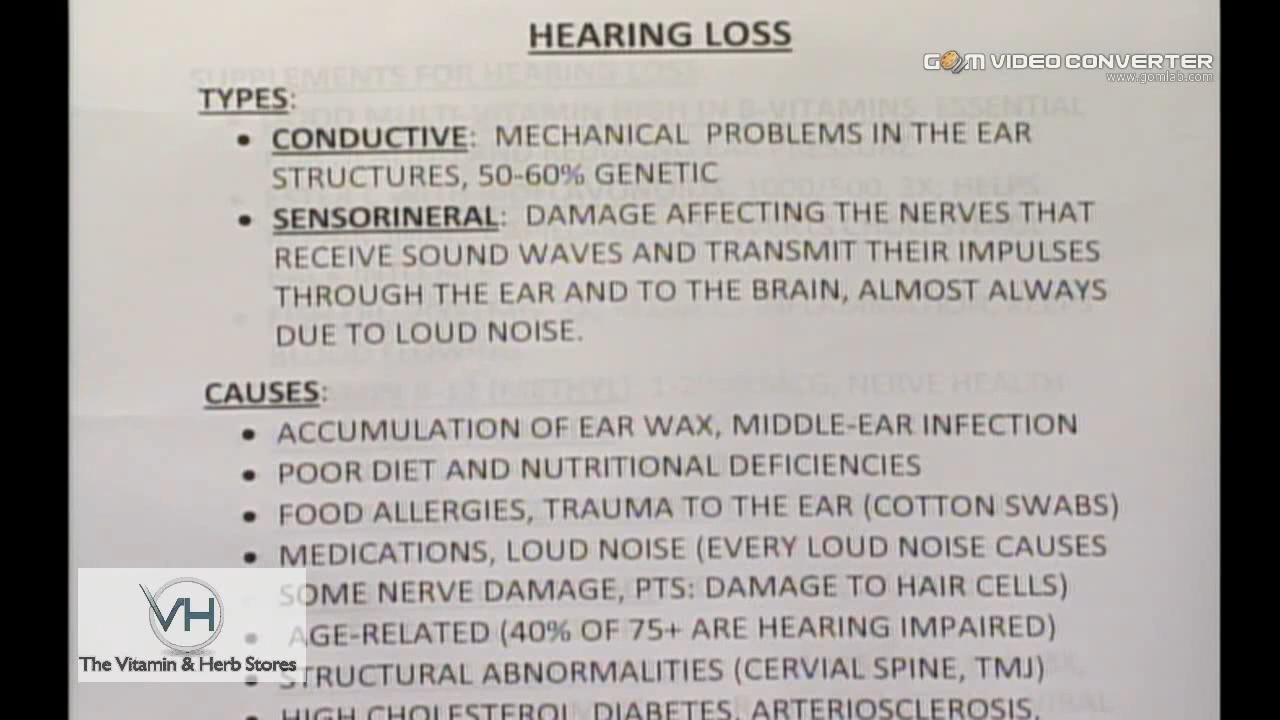 HEARING LOSS
GOM VIDEO CONVERTER
www.gomlab.com
TYPES:
• CONDUCTIVE: MECHANICAL PROBLEMS IN THE EAR
STRUCTURES, 50-60% GENETIC
• SENSORINERAL: DAMAGE AFFECTING THE NERVES THAT
RECEIVE SOUND WAVES AND TRANSMIT THEIR IMPULSES
THROUGH THE EAR AND TO THE BRAIN, ALMOST ALWAYS
DUE TO LOUD NOISE.
CAUSES:
• ACCUMULATION OF EAR WAX, MIDDLE-EAR INFECTION
• POOR DIET AND NUTRITIONAL DEFICIENCIES
• FOOD ALLERGIES, TRAUMA TO THE EAR (COTTON SWABS)
• MEDICATIONS, LOUD NOISE (EVERY LOUD NOISE CAUSES
SOME NERVE DAMAGE, PTS: DAMAGE TO HAIR CELLS)
• AGE-RELATED (40% OF 75+ ARE HEARING IMPAIRED)
• STRUCTURAL ABNORMALITIES (CERVIAL SPINE, TMJ)
• HIGH CHOLESTEROL, DIABETES, ARTERIOSCLEROSIS,
VH
The Vitamin & Herb Stores